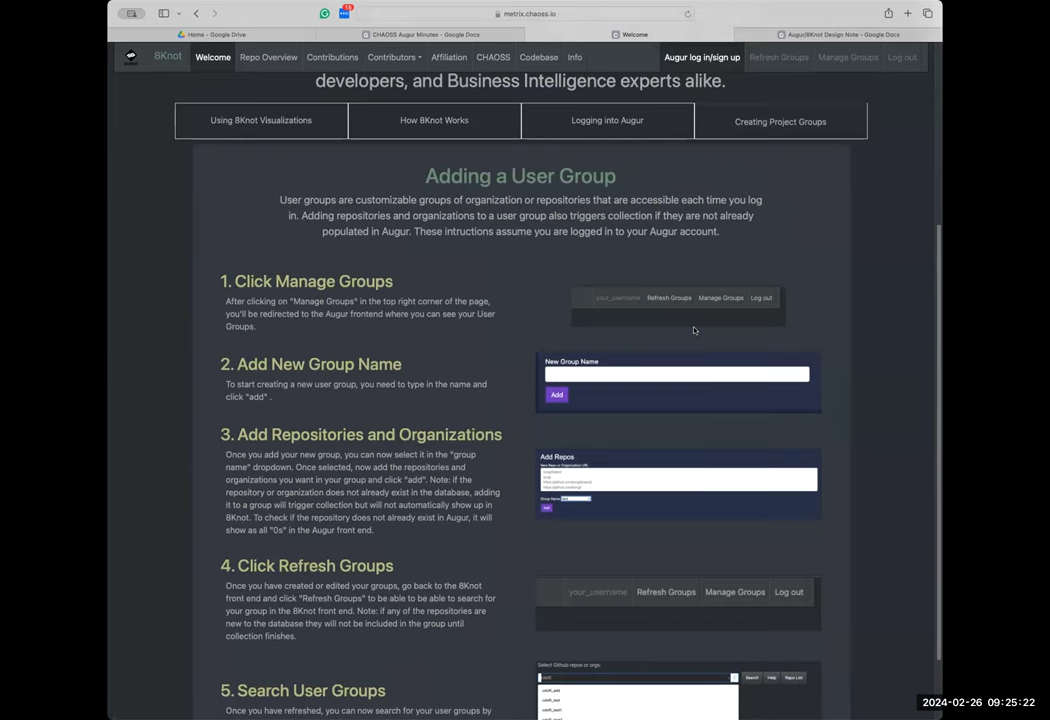 15
metrix.chaoss.io
Home - Google Drive
CHAOSS Augur Minutes - Google Docs
Welcome
Augur/8Knot Design Note - Google Docs
8Knot
Welcome
Repo Overview
Contributions
Contributors
Affiliation
CHAOSS
Codebase
Info
Augur log in/sign up
Refresh Groups
Manage Groups
Log out
developers, and Business Intelligence experts alike.
Using 8Knot Visualizations
How 8Knot Works
Logging into Augur
Creating Project Groups
Adding a User Group
User groups are customizable groups of organization or repositories that are accessible each time you log
in. Adding repositories and organizations to a user group also triggers collection if they are not already
populated in Augur. These intructions assume you are logged in to your Augur account.
1. Click Manage Groups
After clicking on "Manage Groups" in the top right corner of the page,
you'll be redirected to the Augur frontend where you can see your User
Groups.
your_username Refresh Groups Manage Groups Log out
2. Add New Group Name
To start creating a new user group, you need to type in the name and
click "add" .
New Group Name
Add
3. Add Repositories and Organizations
Once you add your new group, you can now select it in the "group
name" dropdown. Once selected, now add the repositories and
organizations you want in your group and click "add". Note: if the
repository or organization does not already exist in the database, adding
it to a group will trigger collection but will not automatically show up in
8Knot. To check if the repository does not already exist in Augur, it will
show as all "0s" in the Augur front end.
Add Repos
New Repo or Organization URL
Group Name
Add
4. Click Refresh Groups
Once you have created or edited your groups, go back to the 8Knot
front end and click "Refresh Groups" to be able to be able to search for
your group in the 8Knot front end. Note: if any of the repositories are
new to the database they will not be included in the group until
collection finishes.
your_username Refresh Groups Manage Groups Log out
5. Search User Groups
Once you have refreshed, you can now search for your user groups by
Select Github repos or orgs:
Search
Help
Repo List
2024-02-26 09:25:22